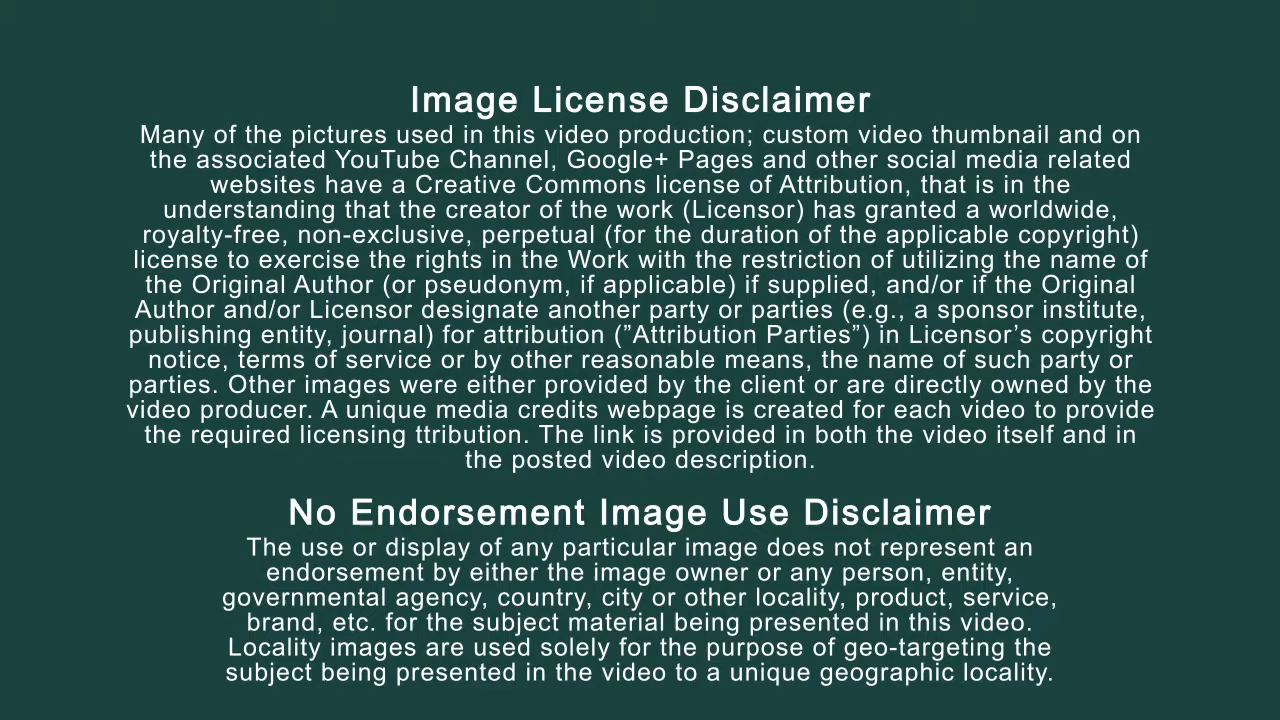 Image License Disclaimer
Many of the pictures used in this video production; custom video thumbnail and on
the associated YouTube Channel, Google+ Pages and other social media related
websites have a Creative Commons license of Attribution, that is in the
understanding that the creator of the work (Licensor) has granted a worldwide,
royalty-free, non-exclusive, perpetual (for the duration of the applicable copyright)
license to exercise the rights in the Work with the restriction of utilizing the name of
the Original Author (or pseudonym, if applicable) if supplied, and/or if the Original
Author and/or Licensor designate another party or parties (e.g., a sponsor institute,
publishing entity, journal) for attribution (”Attribution Parties”) in Licensor’s copyright
notice, terms of service or by other reasonable means, the name of such party or
parties. Other images were either provided by the client or are directly owned by the
video producer. A unique media credits webpage is created for each video to provide
the required licensing ttribution. The link is provided in both the video itself and in
the posted video description.
No Endorsement Image Use Disclaimer
The use or display of any particular image does not represent an
endorsement by either the image owner or any person, entity,
governmental agency, country, city or other locality, product, service,
brand, etc. for the subject material being presented in this video.
Locality images are used solely for the purpose of geo-targeting the
subject being presented in the video to a unique geographic locality.